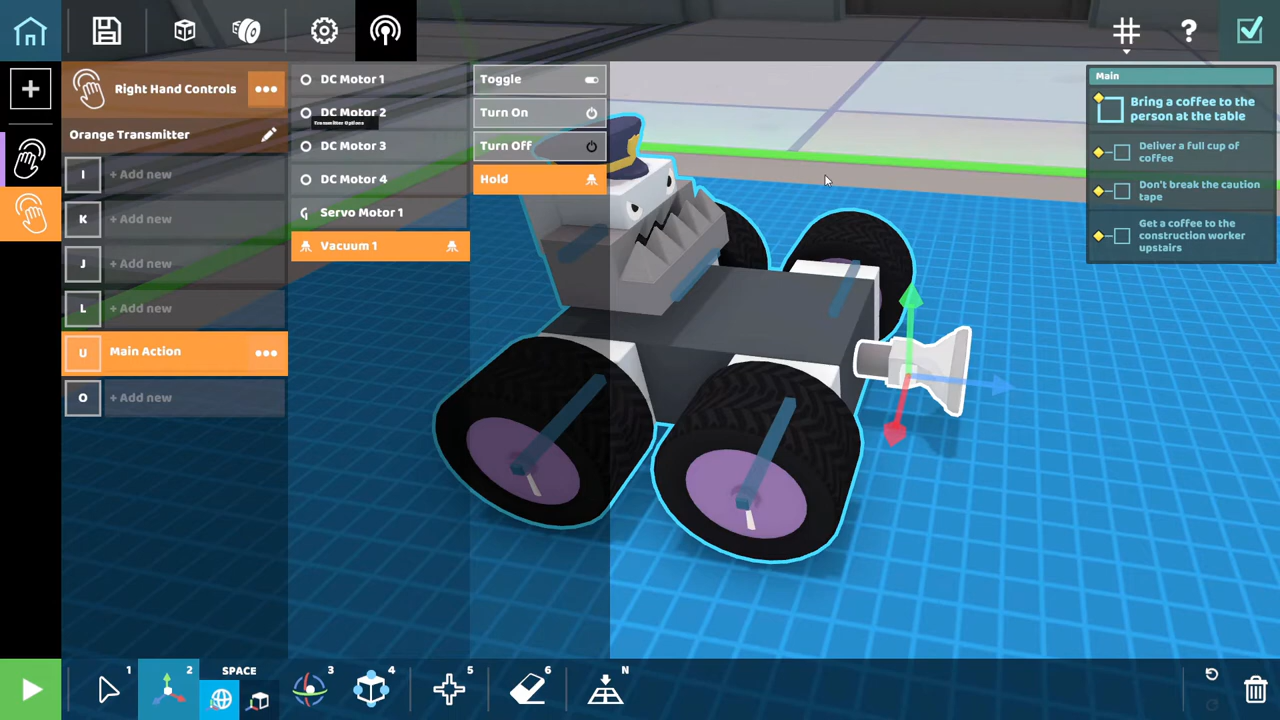 Right Hand Controls
Orange Transmitter
I + Add new
K + Add new
J + Add new
L + Add new
U Main Action
O + Add new
DC Motor 1
DC Motor 2
Transmitter Options
DC Motor 3
DC Motor 4
Servo Motor 1
Vacuum 1
Toggle
Turn On
Turn Off
Hold
Main
Bring a coffee to the
person at the table
Deliver a full cup of
coffee
Don't break the caution
tape
Get a coffee to the
construction worker
upstairs
1
2
SPACE
3
4
5
6
N